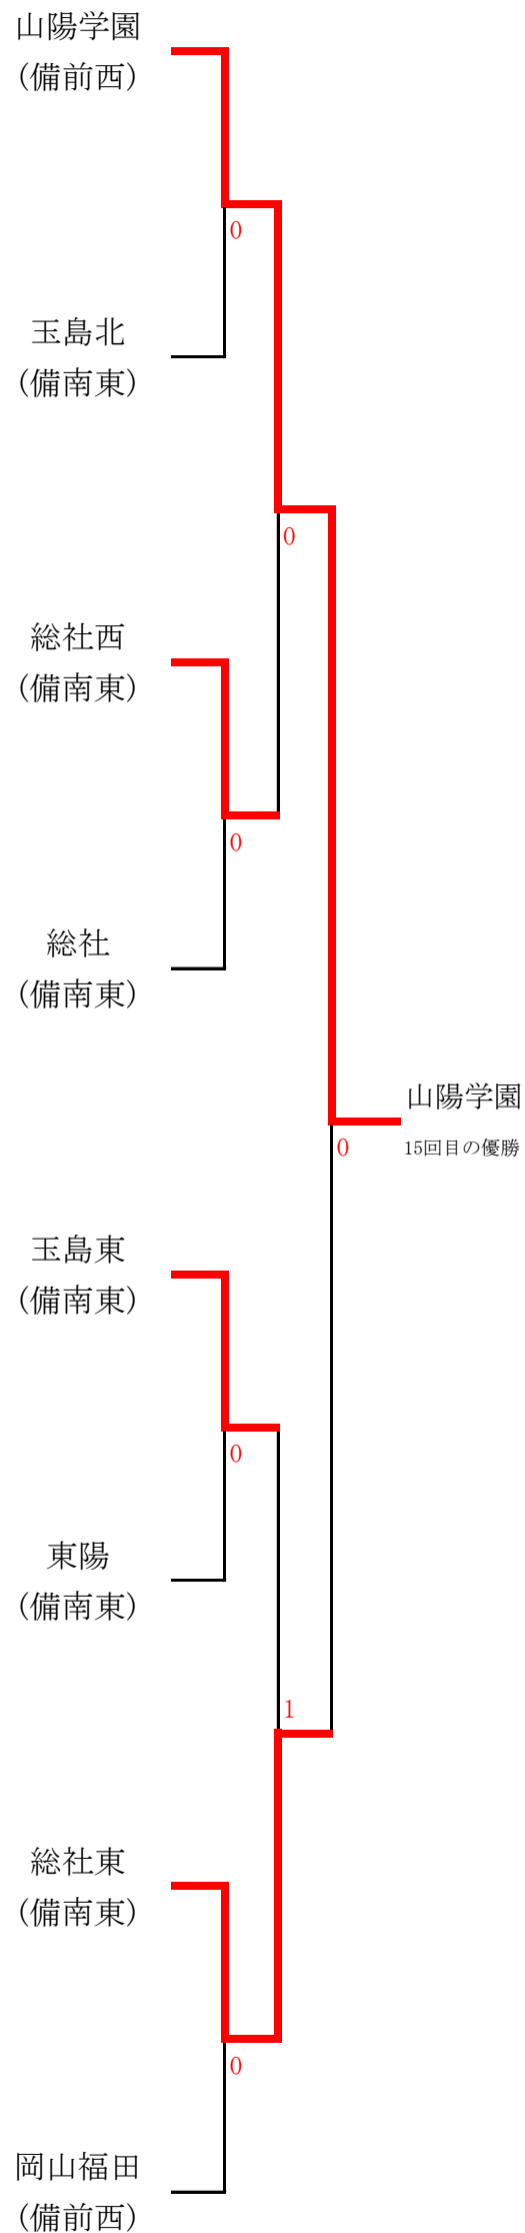 山陽学園
(備前西)
0
玉島北
(備南東)
0
総社西
(備南東)
0
総社
(備南東)
山陽学園
0
15回目の優勝
玉島東
(備南東)
0
東陽
(備南東)
1
総社東
(備南東)
0
岡山福田
(備前西)